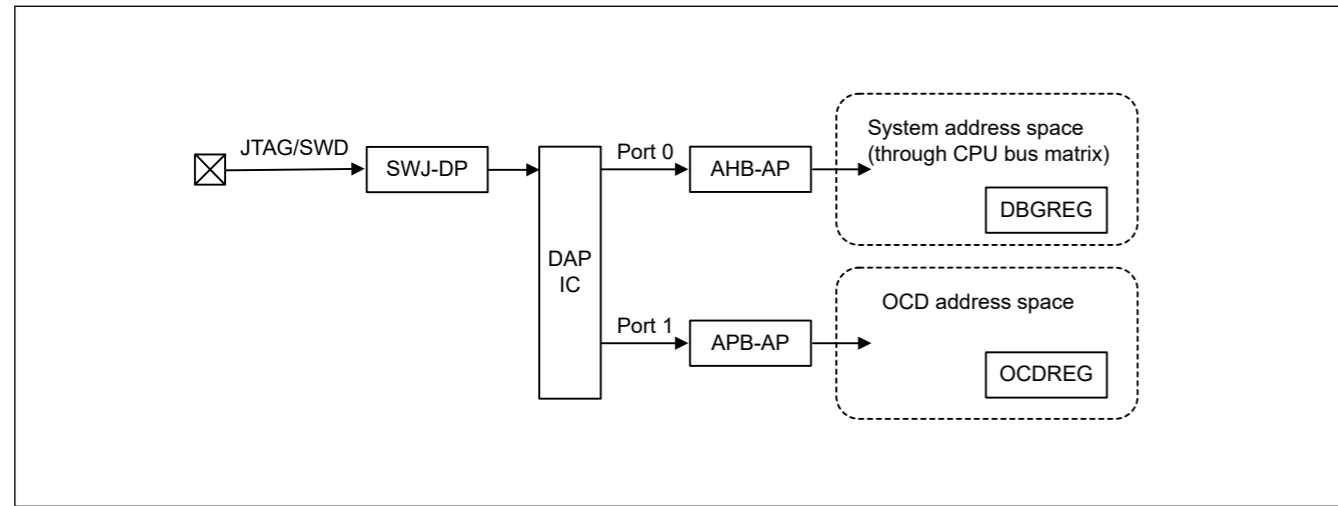 JTAG/SWD
SWJ-DP
DAP
IC
Port 0
AHB-AP
System address space
(through CPU bus matrix)
DBGREG
Port 1
APB-AP
OCD address space
OCDREG